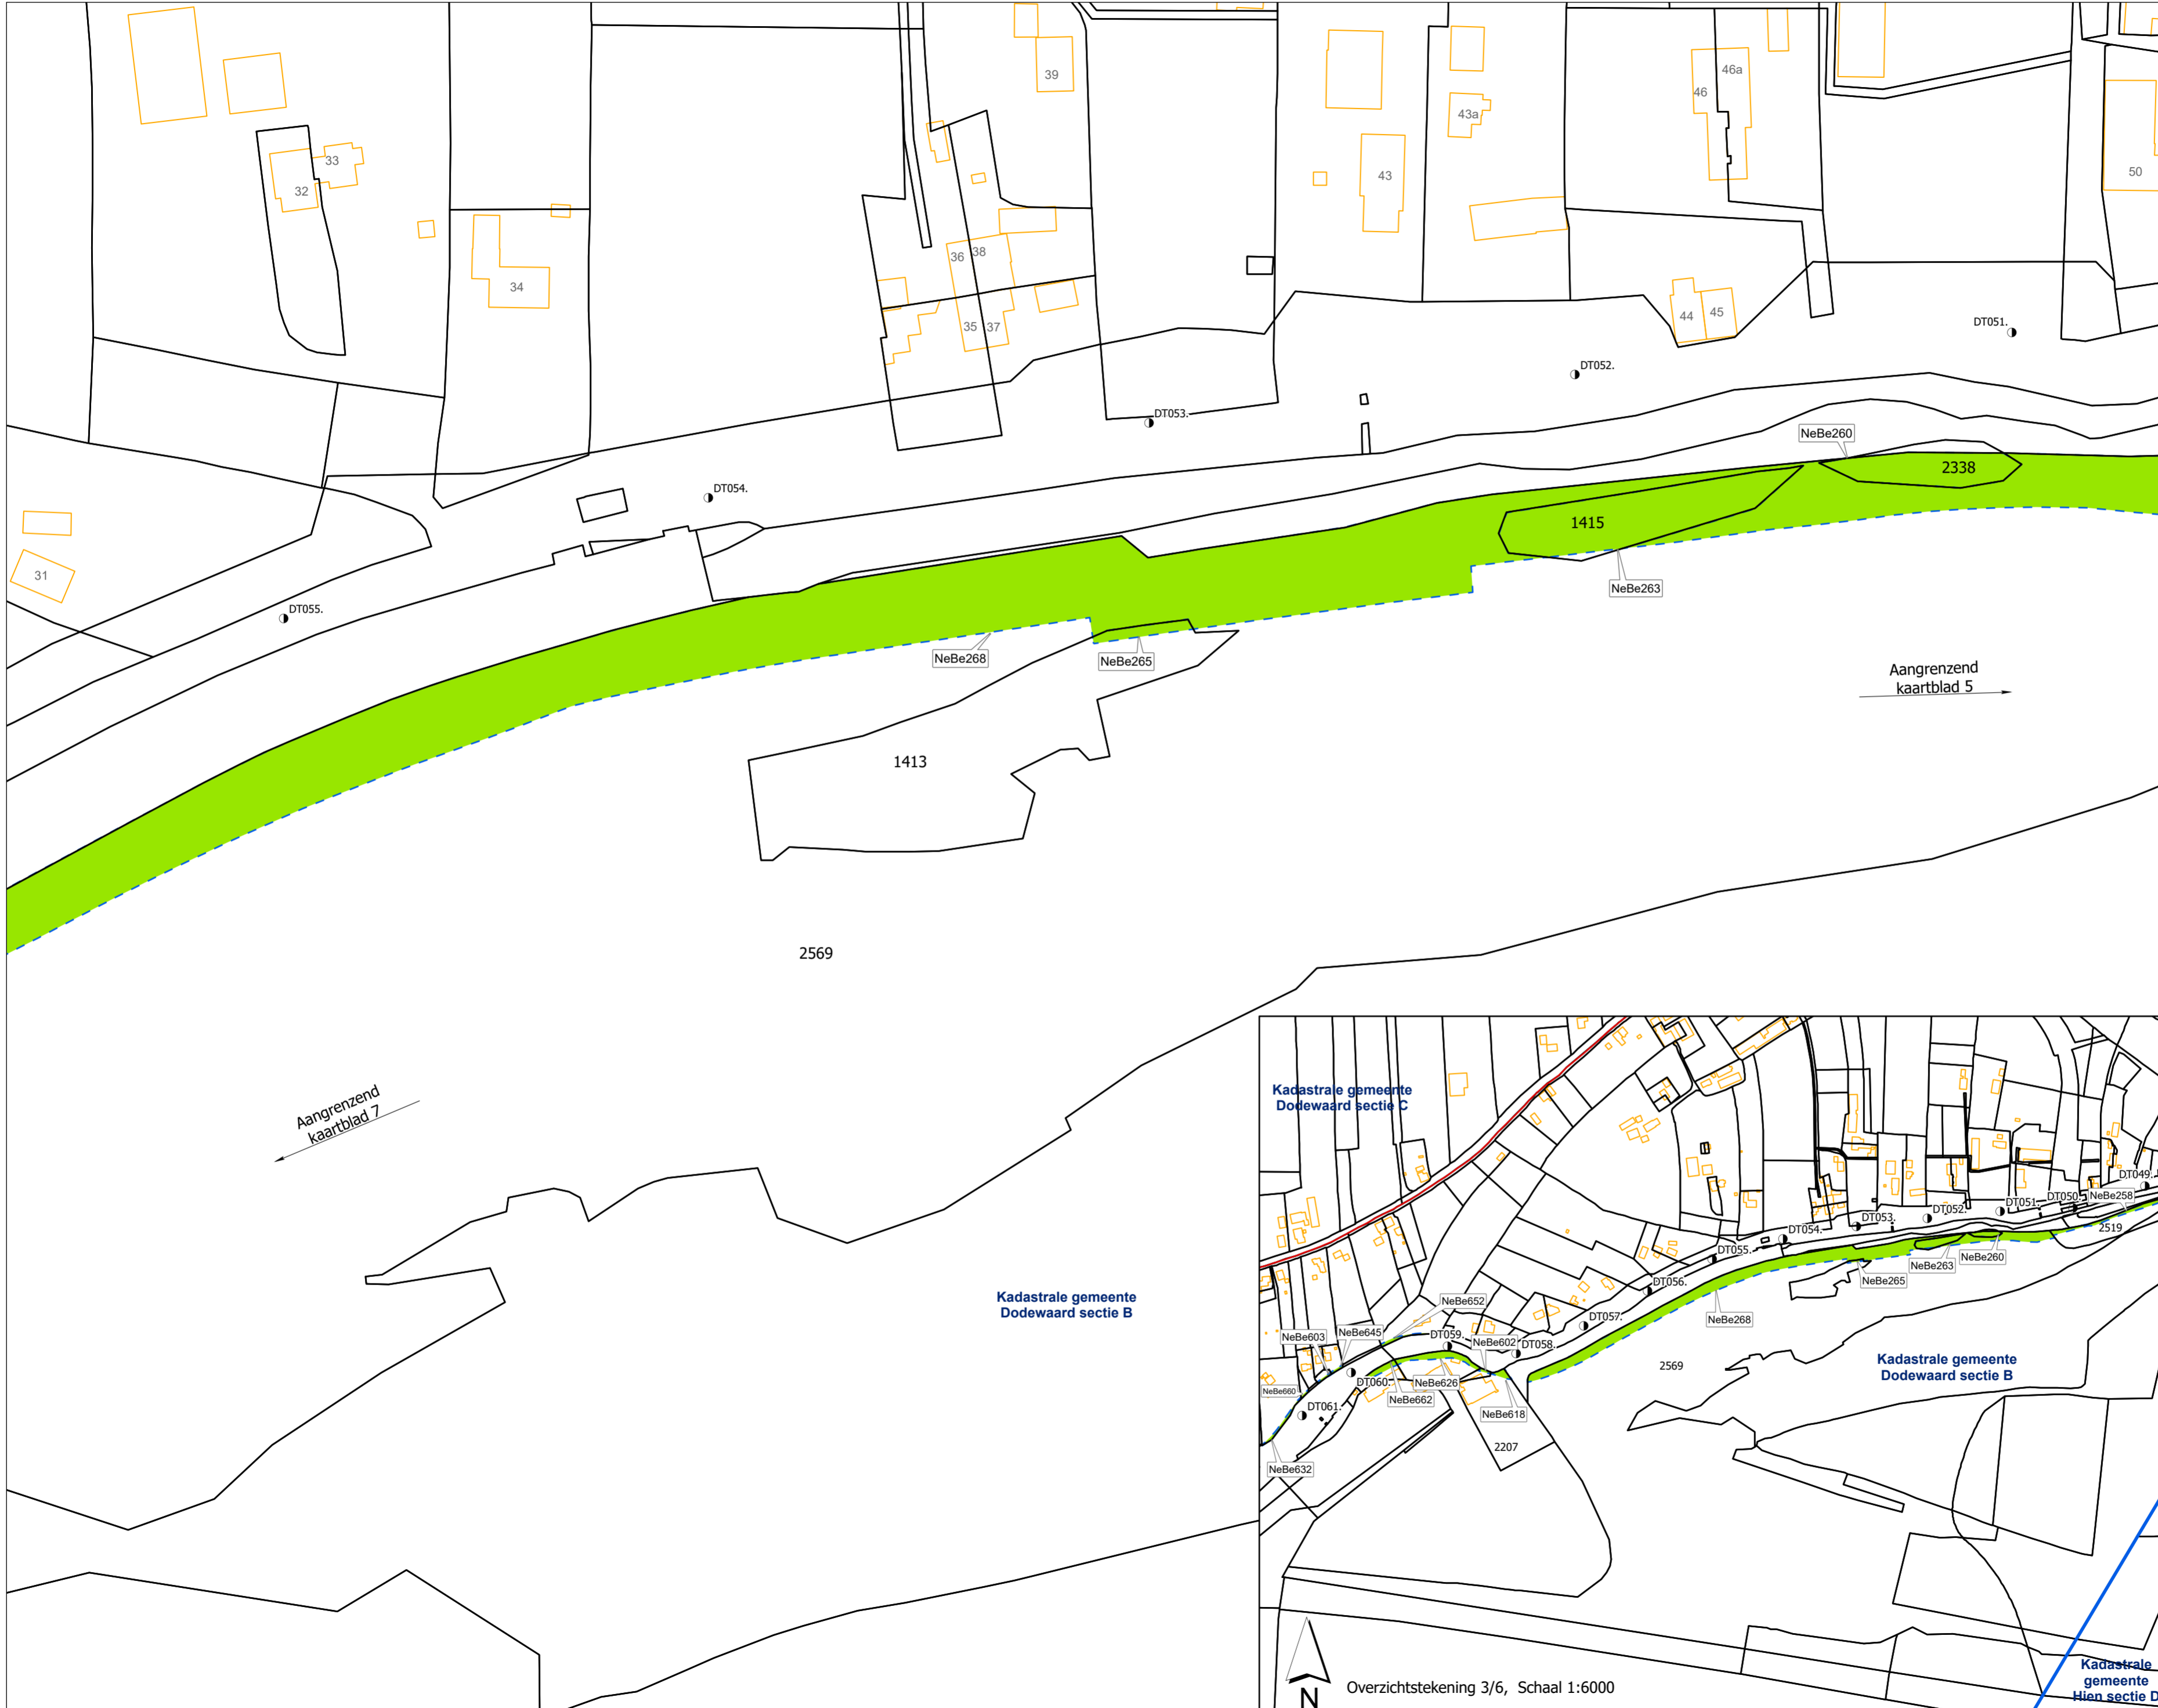 39
46a
46
43a
33
32
43
50
36
38
34
35
37
44
45
DT051.
DT052.
DT053.
NeBe260
2338
DT054.
1415
31
NeBe263
DT055.
NeBe268
NeBe265
Aangrenzend
kaartblad 5
1413
2569
Aangrenzend
kaartblad 7
Kadastrale gemeente
Dodewaard sectie B
Kadastrale gemeente
Dodewaard sectie C
DT049.
DT050.
NeBe258
DT051.
DT052.
2519
DT053.
DT054.
NeBe260
NeBe263
DT055.
NeBe265
DT056.
NeBe652
NeBe268
DT057.
NeBe603
NeBe645
DT059.
NeBe602
DT058.
2569
Kadastrale gemeente
Dodewaard sectie B
NeBe660
DT060.
NeBe626
NeBe662
DT061.
NeBe618
2207
NeBe632
Kadastrale
gemeente
Hien sectie D
N
Overzichtstekening 3/6, Schaal 1:6000